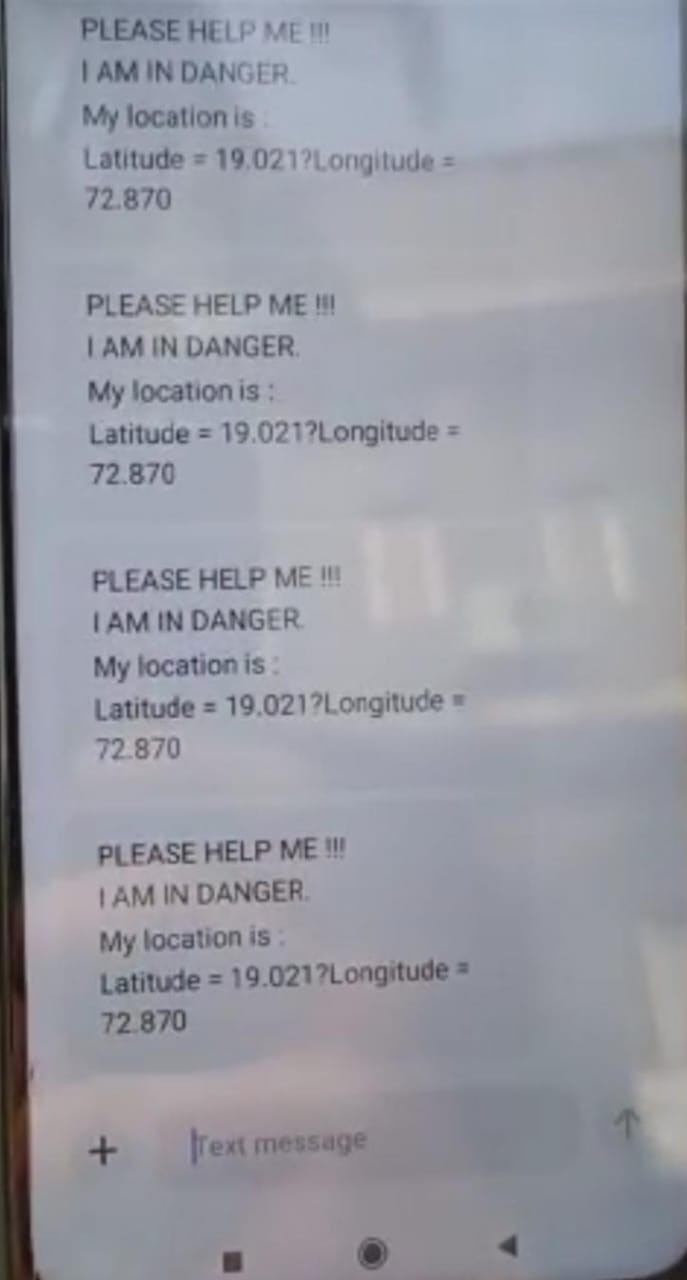 PLEASE HELP ME !!!
I AM IN DANGER.
My location is :
Latitude = 19.021?Longitude =
72.870
PLEASE HELP ME !!!
I AM IN DANGER.
My location is :
Latitude = 19.021?Longitude =
72.870
PLEASE HELP ME !!!
I AM IN DANGER.
My location is :
Latitude = 19.021?Longitude =
72.870
PLEASE HELP ME !!!
I AM IN DANGER.
My location is :
Latitude = 19.021?Longitude =
72.870
Text message